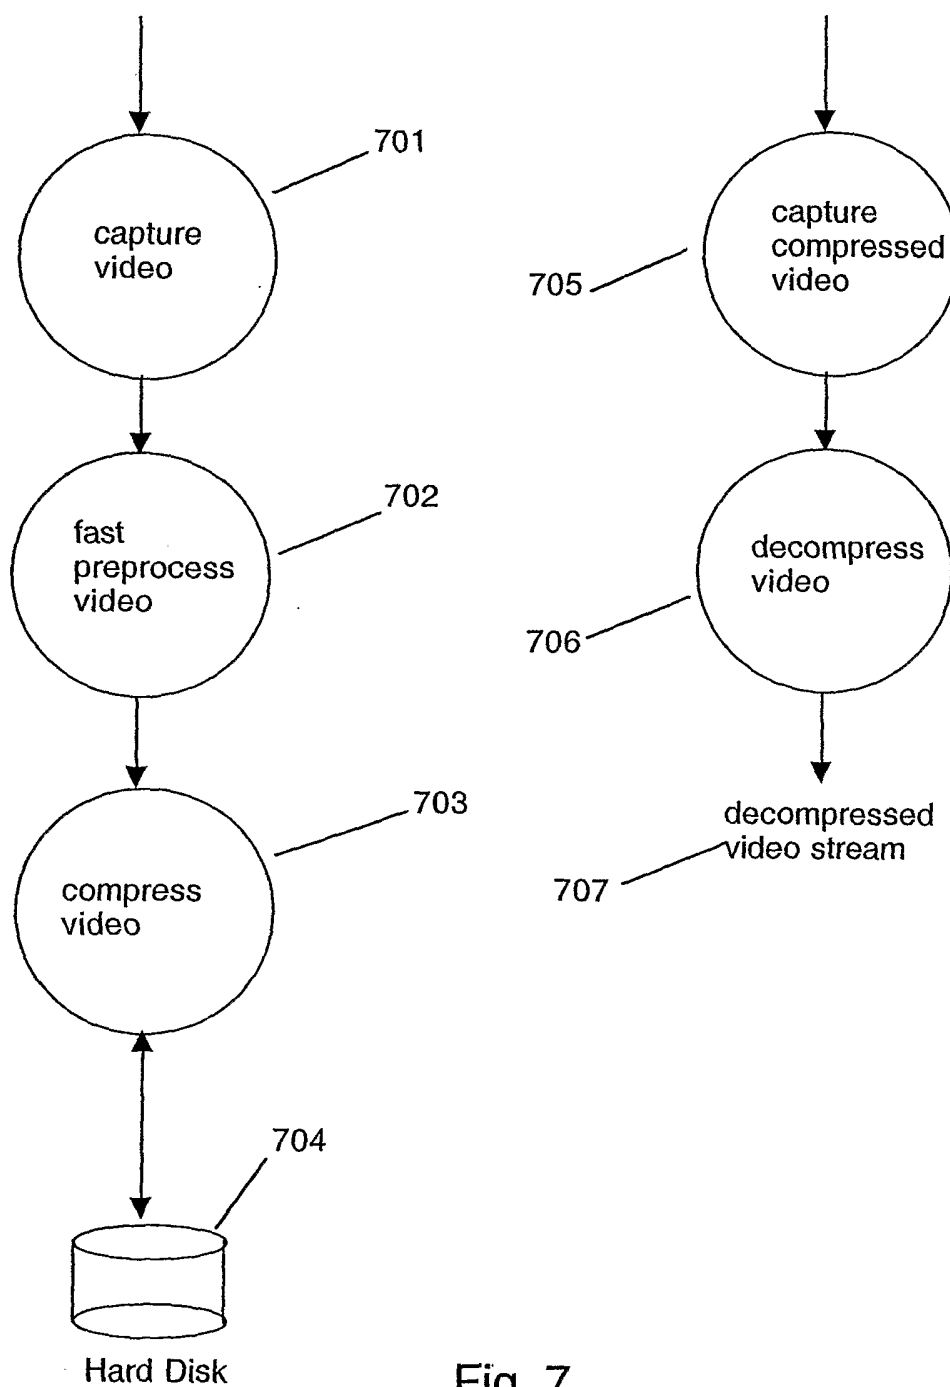 701
capture
video
702
fast
preprocess
video
703
compress
video
704
Hard Disk
capture
compressed
video
705
decompress
video
706
decompressed
video stream
707
Fig. 7